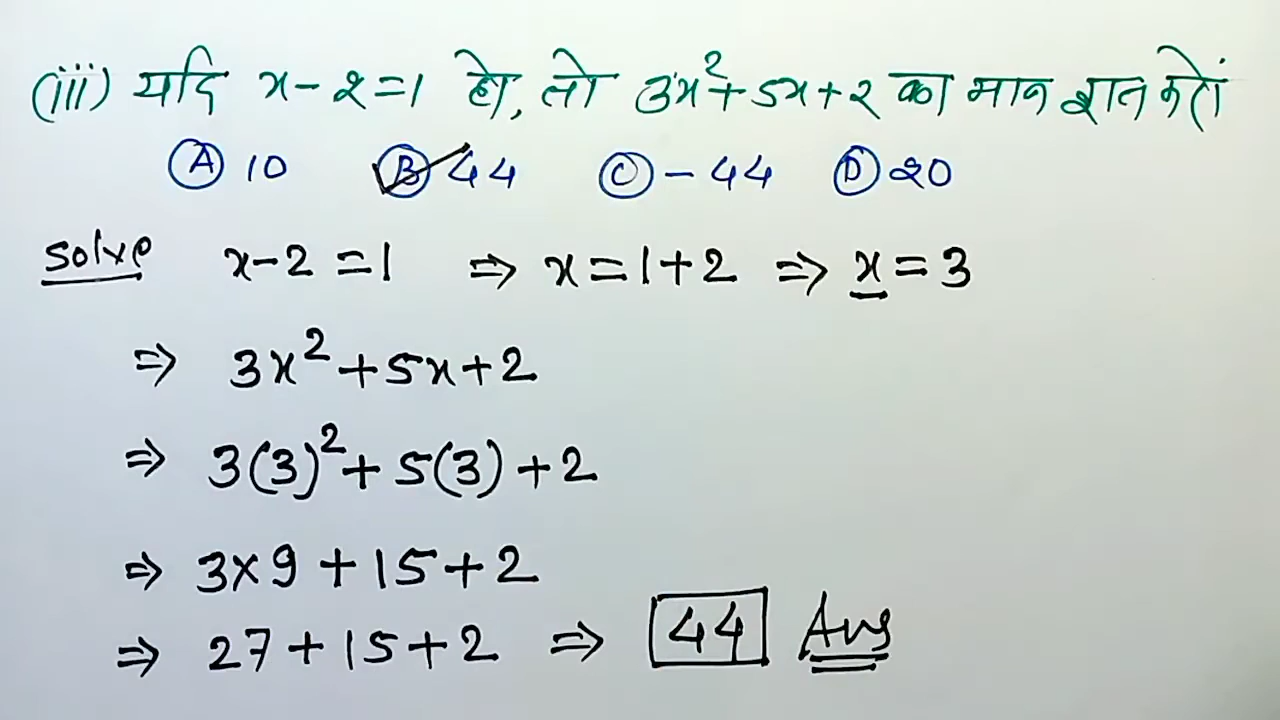 (iii) यदि x-2=1 हो, तो 3x²+5x+2 का मान ज्ञात करों
(A) 10 (B) 44 (C) -44 (D) 20
Solve x-2=1 ⇒ x=1+2 ⇒ x=3
⇒ 3x²+5x+2
⇒ 3(3)²+5(3)+2
⇒ 3×9+15+2
⇒ 27+15+2 ⇒ 44 Ans